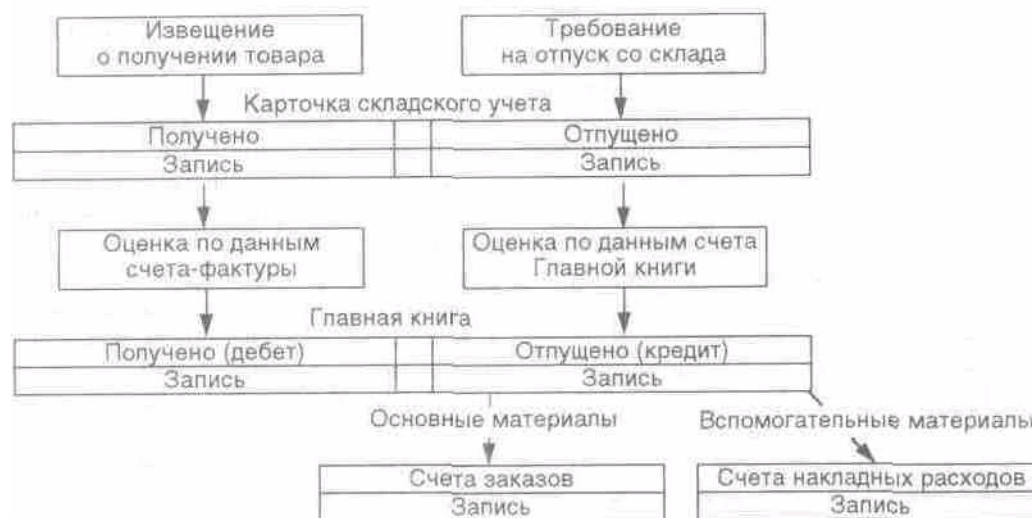 Извещение
о получении товара
Требование
на отпуск со склада
Карточка складского учета
Получено
Отпущено
Запись
Запись
Оценка по данным
счета-фактуры
Оценка по данным счета
Главной книги
Главная книга
Получено (дебет)
Отпущено (кредит)
Запись
Запись
Основные материалы
Вспомогательные материалы
Счета заказов
Счета накладных расходов
Запись
Запись